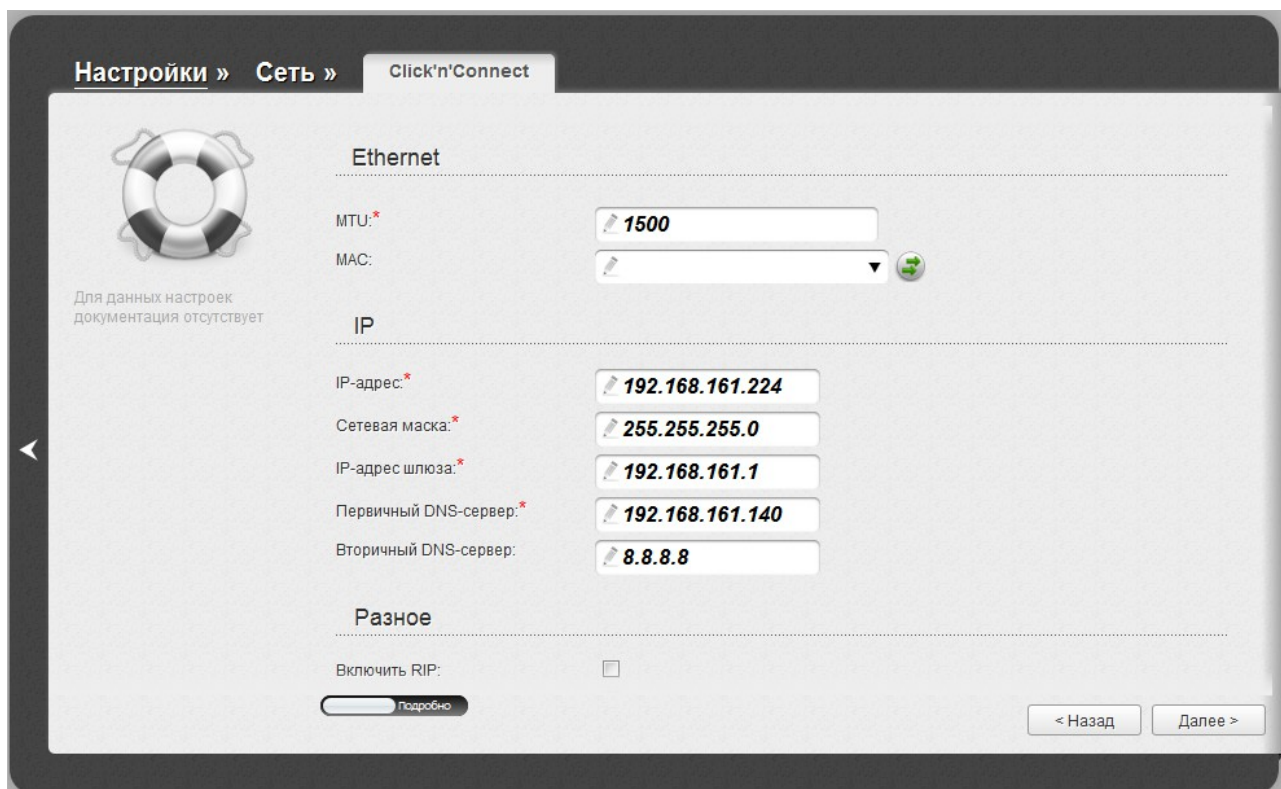 Настройки » Сеть » Click'n'Connect
Для данных настроек
документация отсутствует
Ethernet
MTU:* 1500
MAC:
IP
IP-адрес:* 192.168.161.224
Сетевая маска:* 255.255.255.0
IP-адрес шлюза:* 192.168.161.1
Первичный DNS-сервер:* 192.168.161.140
Вторичный DNS-сервер: 8.8.8.8
Разное
Включить RIP:
Подробно
< Назад Далее >